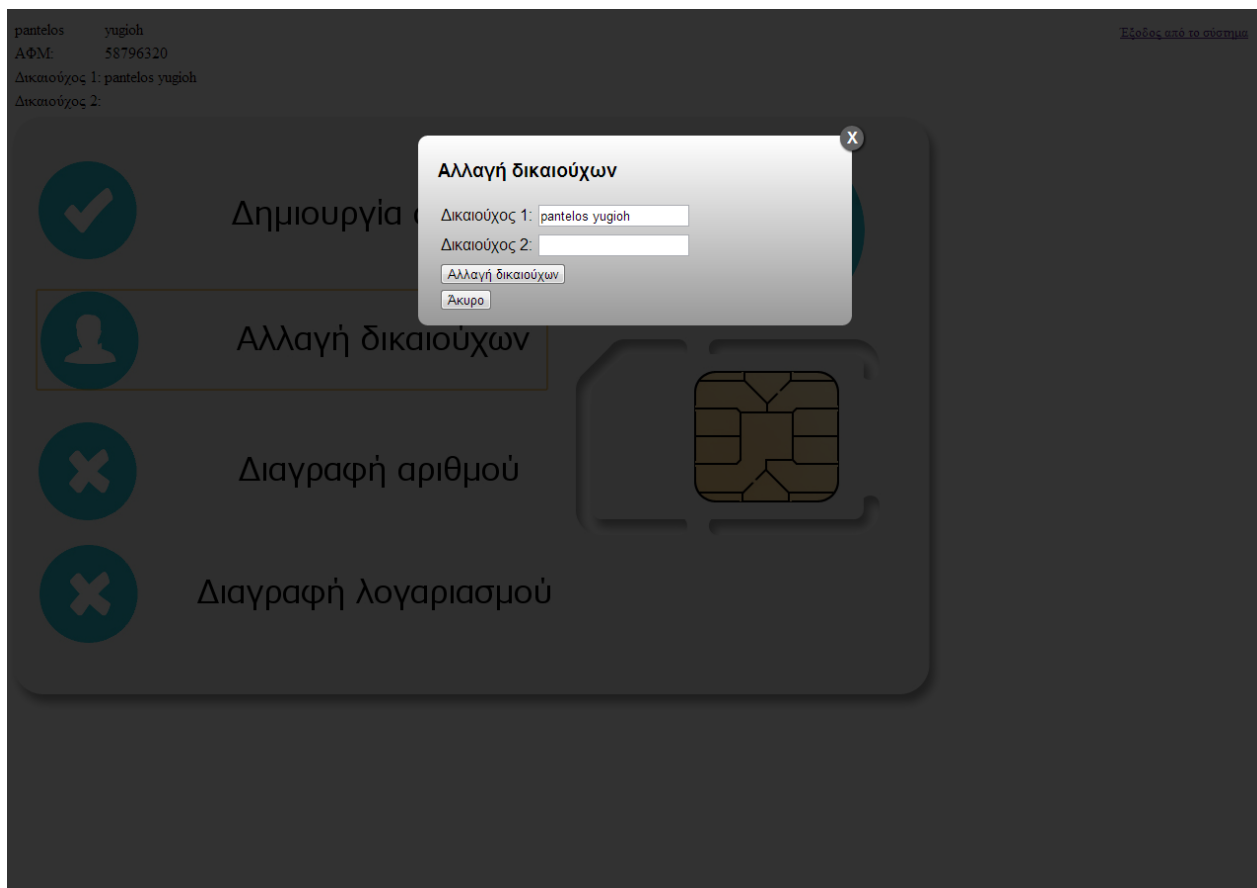 pantelos yugioh
ΑΦΜ: 58796320
Δικαιούχος 1: pantelos yugioh
Δικαιούχος 2:
Έξοδος από το σύστημα
X
Αλλαγή δικαιούχων
Δικαιούχος 1: pantelos yugioh
Δικαιούχος 2:
Αλλαγή δικαιούχων
Άκυρο
Δημιουργία
Αλλαγή δικαιούχων
Διαγραφή αριθμού
Διαγραφή λογαριασμού